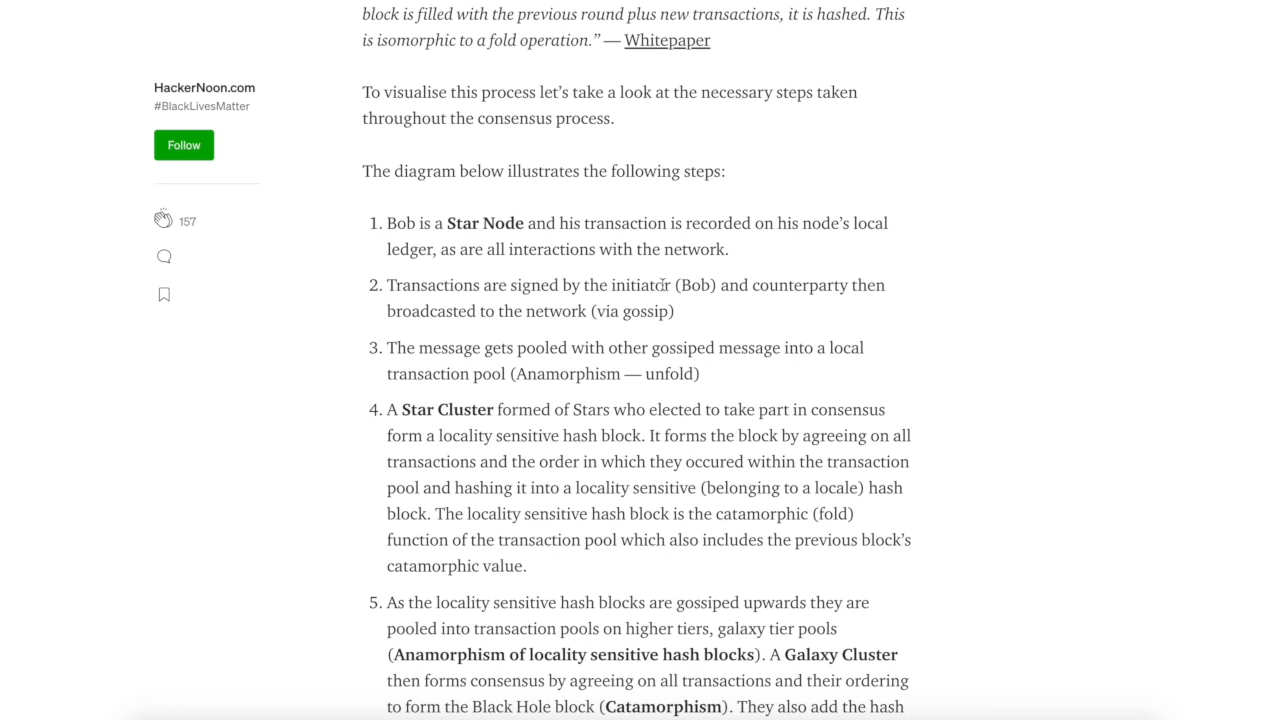 block is filled with the previous round plus new transactions, it is hashed. This
is isomorphic to a fold operation.” — Whitepaper
HackerNoon.com
#BlackLivesMatter
Follow
157
To visualise this process let’s take a look at the necessary steps taken
throughout the consensus process.
The diagram below illustrates the following steps:
1. Bob is a Star Node and his transaction is recorded on his node’s local
ledger, as are all interactions with the network.
2. Transactions are signed by the initiator (Bob) and counterparty then
broadcasted to the network (via gossip)
3. The message gets pooled with other gossiped message into a local
transaction pool (Anamorphism — unfold)
4. A Star Cluster formed of Stars who elected to take part in consensus
form a locality sensitive hash block. It forms the block by agreeing on all
transactions and the order in which they occured within the transaction
pool and hashing it into a locality sensitive (belonging to a locale) hash
block. The locality sensitive hash block is the catamorphic (fold)
function of the transaction pool which also includes the previous block’s
catamorphic value.
5. As the locality sensitive hash blocks are gossiped upwards they are
pooled into transaction pools on higher tiers, galaxy tier pools
(Anamorphism of locality sensitive hash blocks). A Galaxy Cluster
then forms consensus by agreeing on all transactions and their ordering
to form the Black Hole block (Catamorphism). They also add the hash